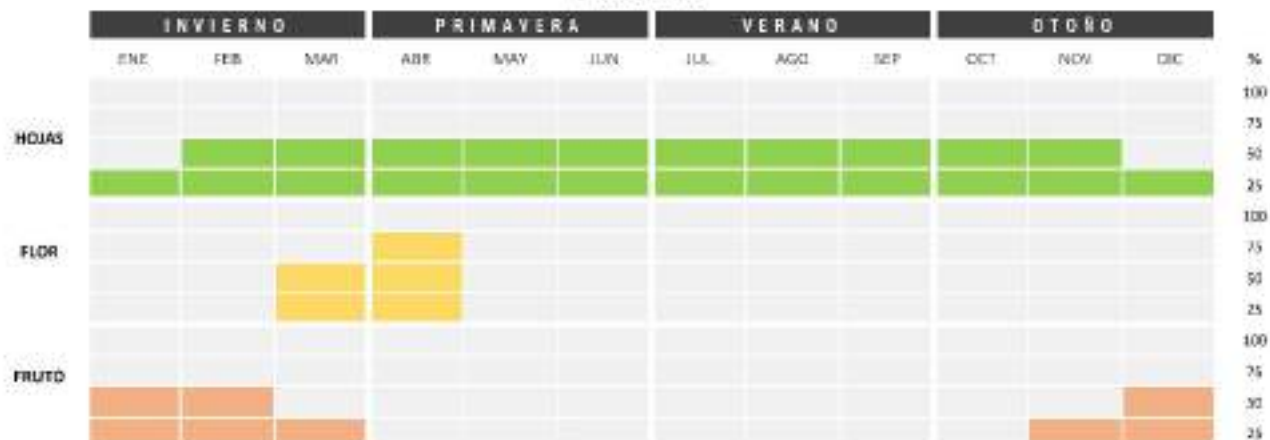 INVIERNO PRIMAVERA VERANO OTOÑO
ENE FEB MAR ABR MAY JUN JUL AGO SEP OCT NOV DIC %
100
75
HOJAS
50
25
100
FLOR 75
50
25
100
FRUTO 75
50
25